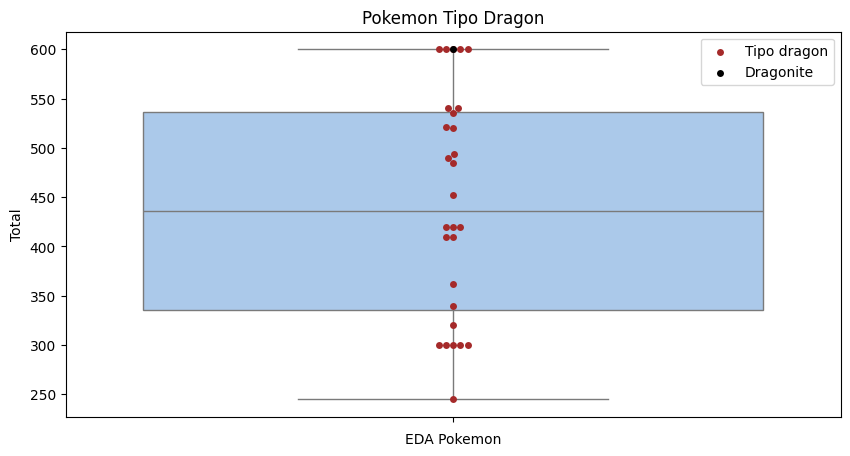 Pokemon Tipo Dragon
Tipo dragon
Dragonite
600
550
500
450
400
350
300
250
Total
EDA Pokemon